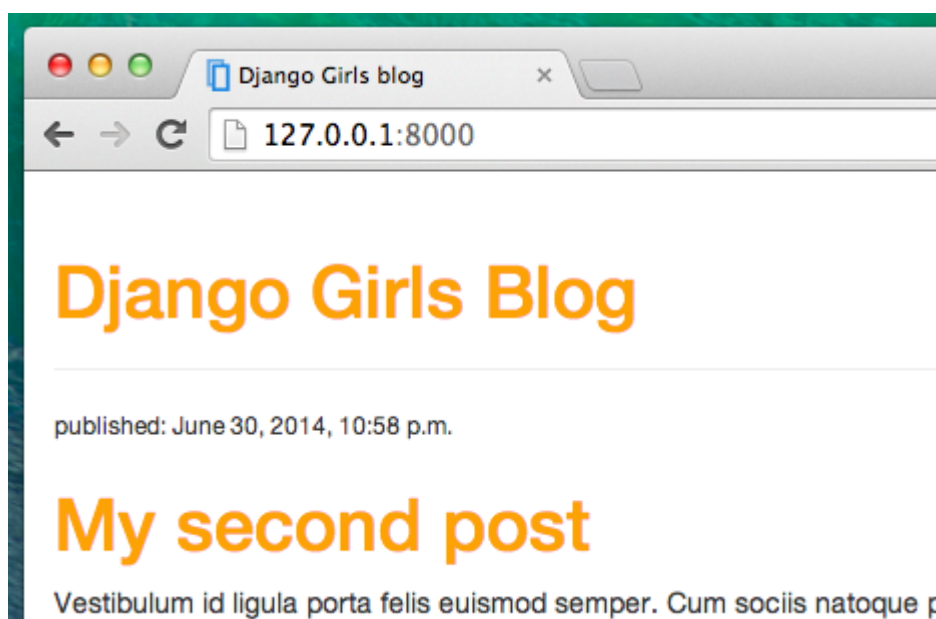 Django Girls blog
127.0.0.1:8000
Django Girls Blog
published: June 30, 2014, 10:58 p.m.
My second post
Vestibulum id ligula porta felis euismod semper. Cum sociis natoque